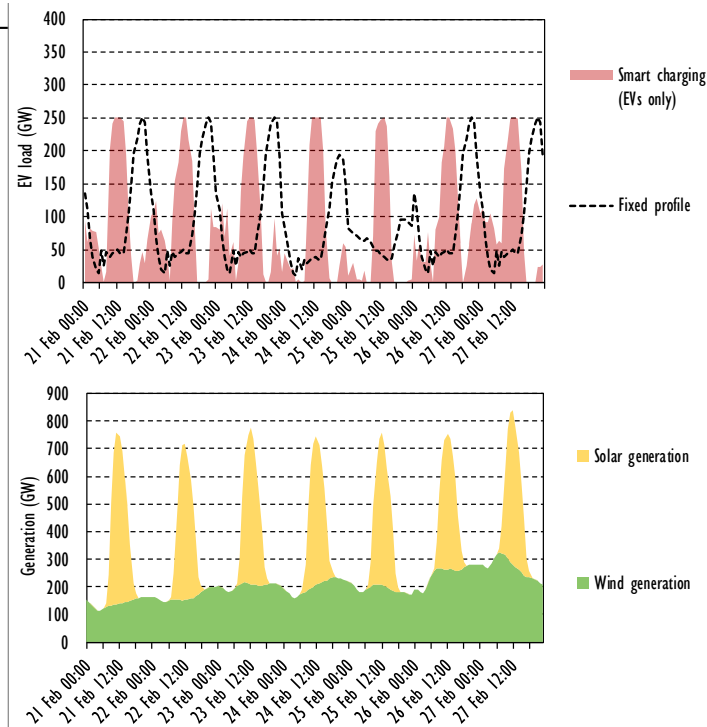 400
350
300
250
200
150
100
50
0
EV load (GW)
21 Feb 00:00
21 Feb 12:00
22 Feb 00:00
22 Feb 12:00
23 Feb 00:00
23 Feb 12:00
24 Feb 00:00
24 Feb 12:00
25 Feb 00:00
25 Feb 12:00
26 Feb 00:00
26 Feb 12:00
27 Feb 00:00
27 Feb 12:00
Smart charging
(EVs only)
Fixed profile
900
800
700
600
500
400
300
200
100
0
Generation (GW)
21 Feb 00:00
21 Feb 12:00
22 Feb 00:00
22 Feb 12:00
23 Feb 00:00
23 Feb 12:00
24 Feb 00:00
24 Feb 12:00
25 Feb 00:00
25 Feb 12:00
26 Feb 00:00
26 Feb 12:00
27 Feb 00:00
27 Feb 12:00
Solar generation
Wind generation